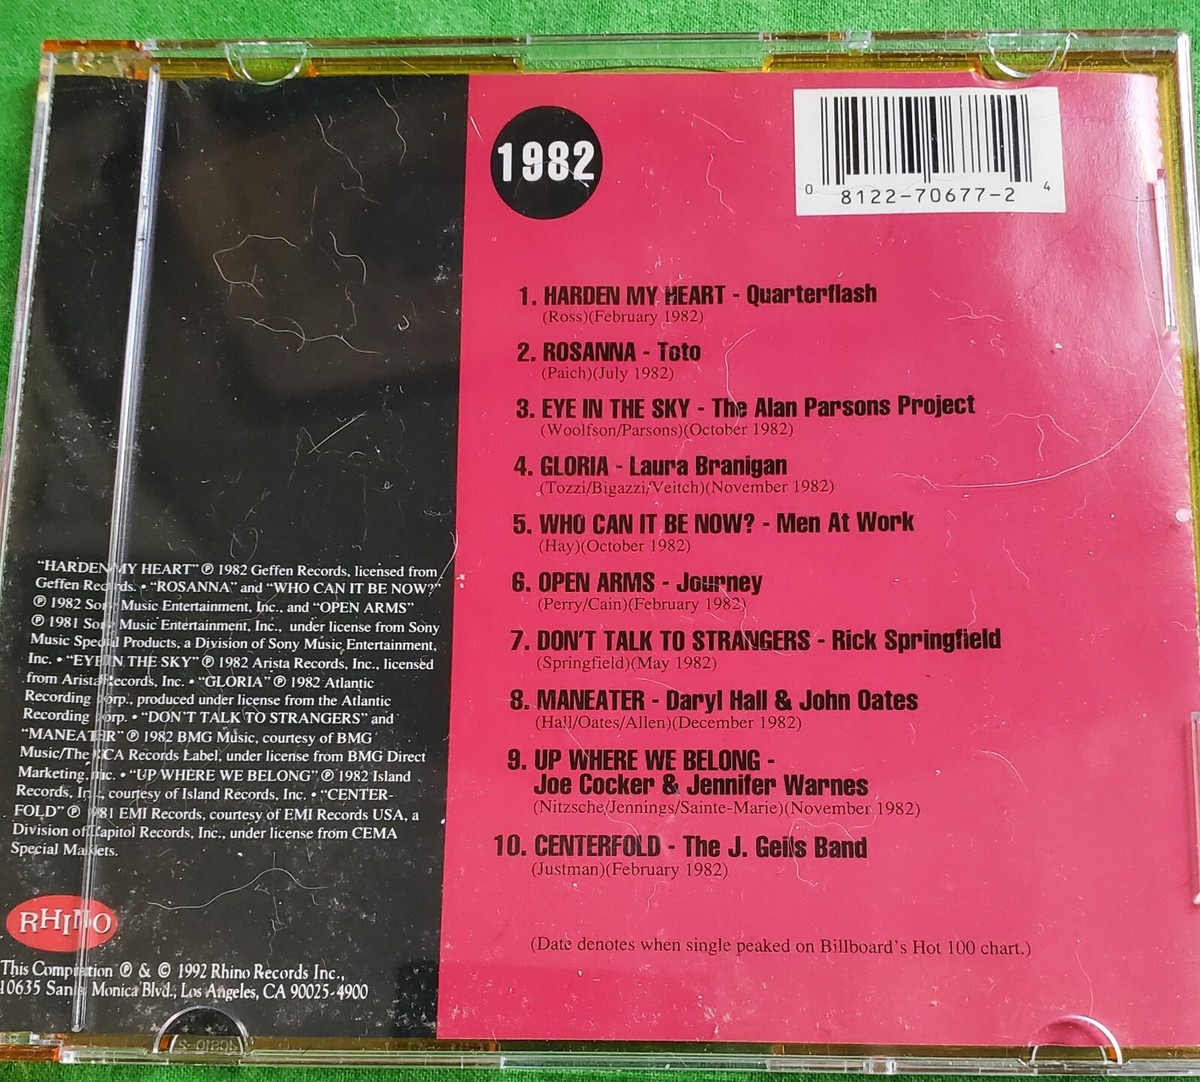 1982
0 8122-70677-2 4
1. HARDEN MY HEART - Quarterflash
(Ross)(February 1982)
2. ROSANNA - Toto
(Paich)(July 1982)
3. EYE IN THE SKY - The Alan Parsons Project
(Woolfson/Parsons)(October 1982)
4. GLORIA - Laura Branigan
(Tozzi/Bigazzi/Veitch)(November 1982)
5. WHO CAN IT BE NOW? - Men At Work
(Hay)(October 1982)
6. OPEN ARMS - Journey
(Perry/Cain)(February 1982)
7. DON'T TALK TO STRANGERS - Rick Springfield
(Springfield)(May 1982)
8. MANEATER - Daryl Hall & John Oates
(Hall/Oates/Allen)(December 1982)
9. UP WHERE WE BELONG -
Joe Cocker & Jennifer Warnes
(Nitzsche/Jennings/Sainte-Marie)(November 1982)
10. CENTERFOLD - The J. Geils Band
(Justman)(February 1982)
(Date denotes when single peaked on Billboard's Hot 100 chart.)
"HARDEN MY HEART" ℗ 1982 Geffen Records, licensed from
Geffen Records. • "ROSANNA" and "WHO CAN IT BE NOW?"
℗ 1982 Sony Music Entertainment, Inc., and "OPEN ARMS"
℗ 1981 Sony Music Entertainment, Inc., under license from Sony
Music Special Products, a Division of Sony Music Entertainment,
Inc. • "EYE IN THE SKY" ℗ 1982 Arista Records, Inc., licensed
from Arista Records, Inc. • "GLORIA" ℗ 1982 Atlantic
Recording Corp., produced under license from the Atlantic
Recording Corp. • "DON'T TALK TO STRANGERS" and
"MANEATER" ℗ 1982 BMG Music, courtesy of BMG
Music/The RCA Records Label, under license from BMG Direct
Marketing, Inc. • "UP WHERE WE BELONG" ℗ 1982 Island
Records, Inc., courtesy of Island Records, Inc. • "CENTER-
FOLD" ℗ 1981 EMI Records, courtesy of EMI Records USA, a
Division of Capitol Records, Inc., under license from CEMA
Special Markets.
RHINO
This Compilation ℗ & © 1992 Rhino Records Inc.,
10635 Santa Monica Blvd., Los Angeles, CA 90025-4900